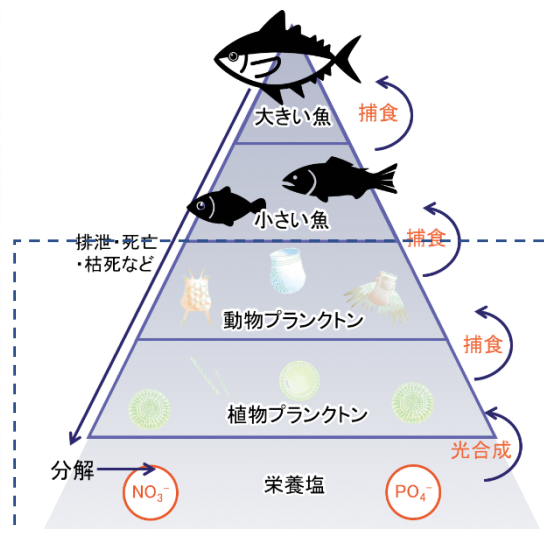 大きい魚
捕食
小さい魚
捕食
排泄・死亡
・枯死など
動物プランクトン
捕食
植物プランクトン
光合成
分解
栄養塩
NO₃⁻
PO₄⁻